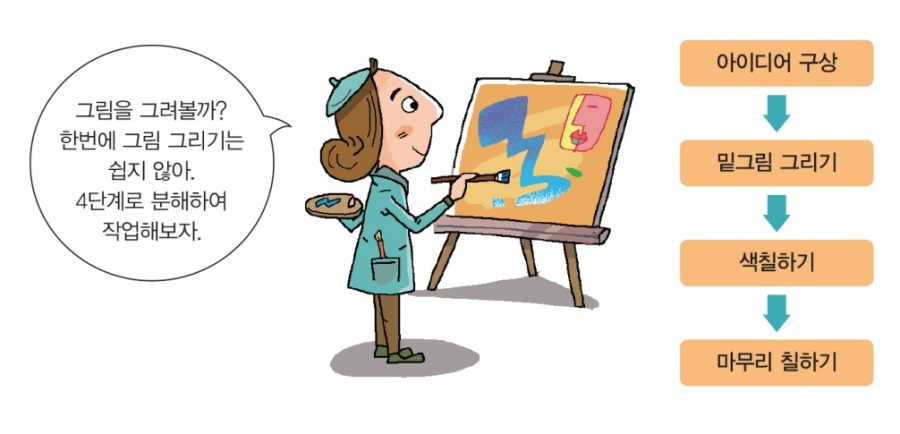 그림을 그려볼까?
한번에 그림 그리기는
쉽지 않아.
4단계로 분해하여
작업해보자.
아이디어 구상
밑그림 그리기
색칠하기
마무리 칠하기